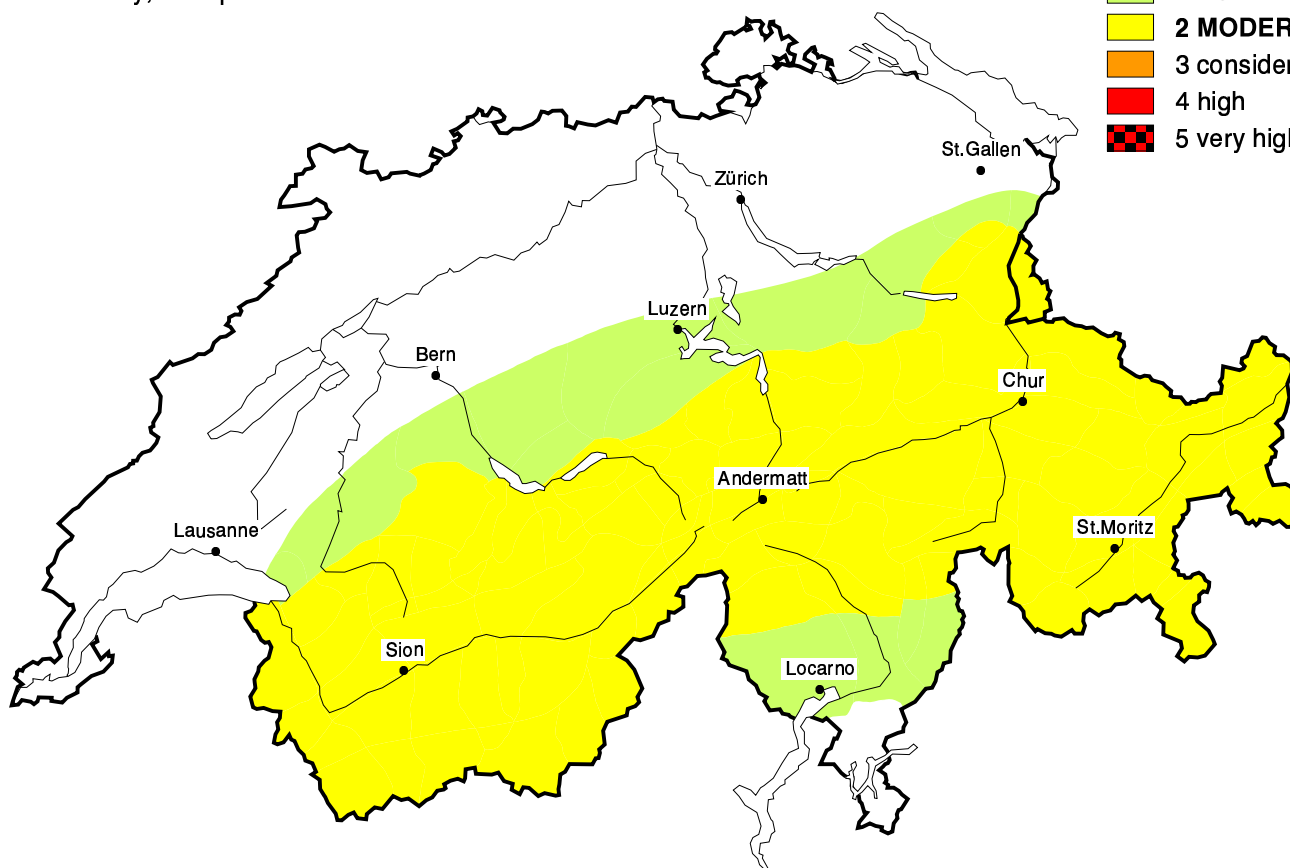 2 MODER
3 consider
4 high
5 very high
St.Gallen
Zürich
Luzern
Bern
Chur
Andermatt
St.Moritz
Lausanne
Sion
Locarno